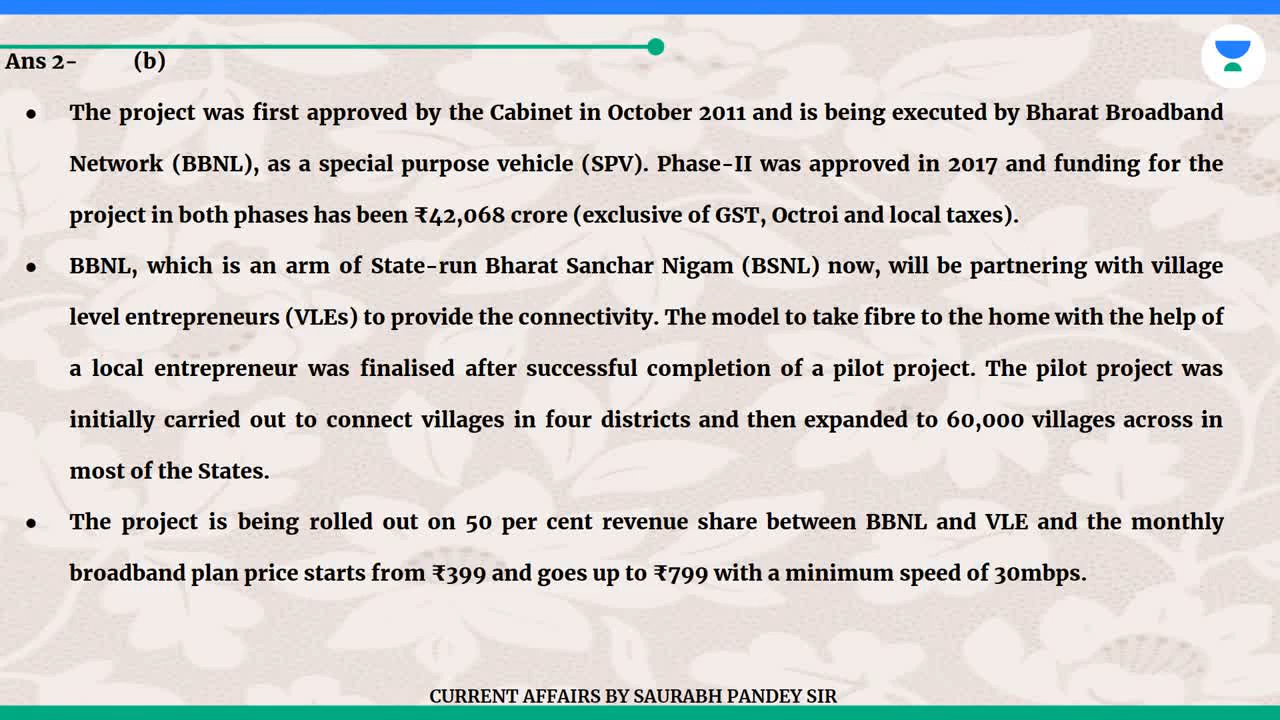 Ans 2- (b)
● The project was first approved by the Cabinet in October 2011 and is being executed by Bharat Broadband
Network (BBNL), as a special purpose vehicle (SPV). Phase-II was approved in 2017 and funding for the
project in both phases has been ₹42,068 crore (exclusive of GST, Octroi and local taxes).
● BBNL, which is an arm of State-run Bharat Sanchar Nigam (BSNL) now, will be partnering with village
level entrepreneurs (VLEs) to provide the connectivity. The model to take fibre to the home with the help of
a local entrepreneur was finalised after successful completion of a pilot project. The pilot project was
initially carried out to connect villages in four districts and then expanded to 60,000 villages across in
most of the States.
● The project is being rolled out on 50 per cent revenue share between BBNL and VLE and the monthly
broadband plan price starts from ₹399 and goes up to ₹799 with a minimum speed of 30mbps.
CURRENT AFFAIRS BY SAURABH PANDEY SIR